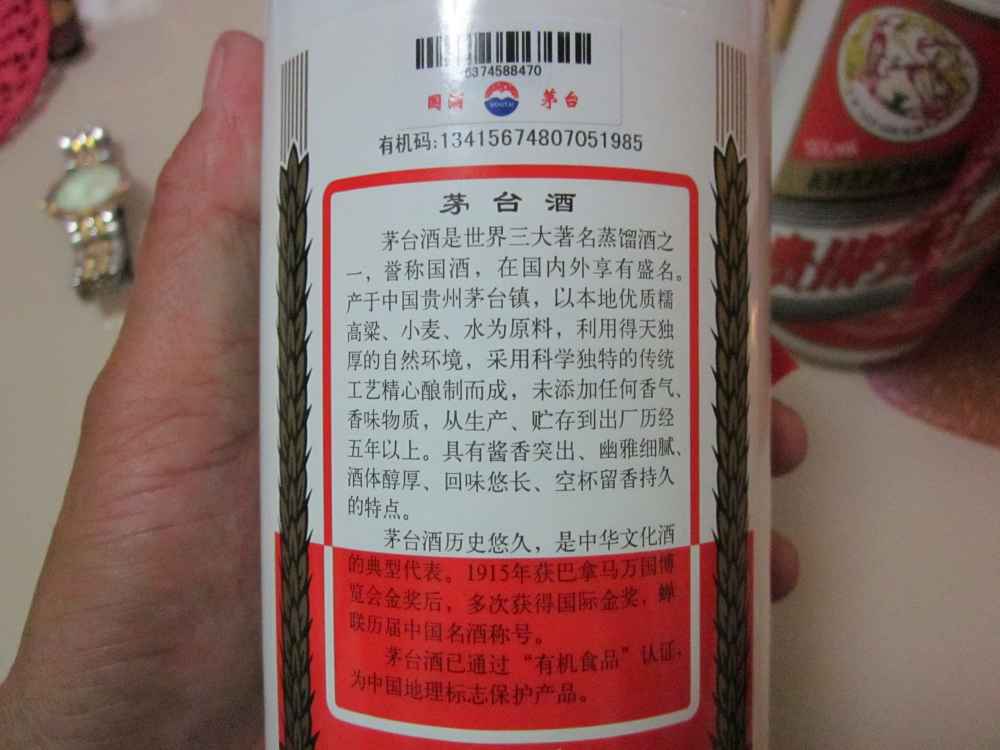 6374588470
国酒 茅台
MOUTAI
有机码:13415674807051985
茅台酒
茅台酒是世界三大著名蒸馏酒之
一，誉称国酒，在国内外享有盛名。
产于中国贵州茅台镇，以本地优质糯
高粱、小麦、水为原料，利用得天独
厚的自然环境，采用科学独特的传统
工艺精心酿制而成，未添加任何香气、
香味物质，从生产、贮存到出厂历经
五年以上。具有酱香突出、幽雅细腻、
酒体醇厚、回味悠长、空杯留香持久
的特点。
茅台酒历史悠久，是中华文化酒
的典型代表。1915年获巴拿马万国博
览会金奖后，多次获得国际金奖，蝉
联历届中国名酒称号。
茅台酒已通过“有机食品”认证，
为中国地理标志保护产品。